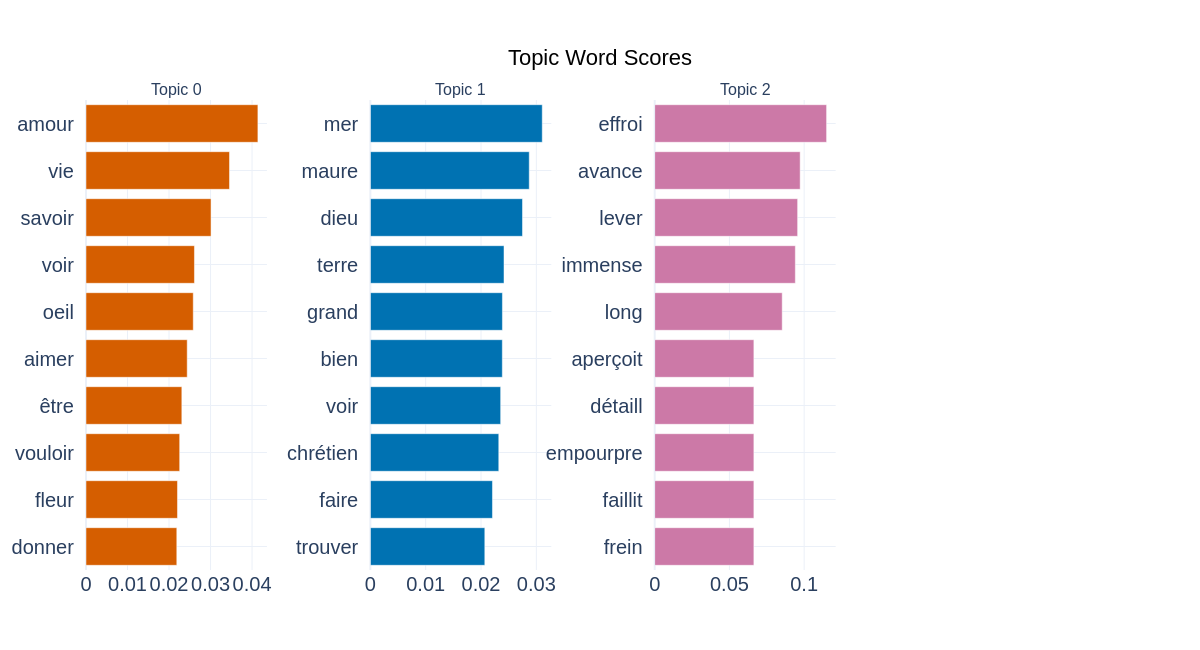 Topic Word Scores
Topic 0
amour
vie
savoir
voir
oeil
aimer
être
vouloir
fleur
donner
0 0.01 0.02 0.03 0.04
Topic 1
mer
maure
dieu
terre
grand
bien
voir
chrétien
faire
trouver
0 0.01 0.02 0.03
Topic 2
effroi
avance
lever
immense
long
aperçoit
détaill
empourpre
faillit
frein
0 0.05 0.1